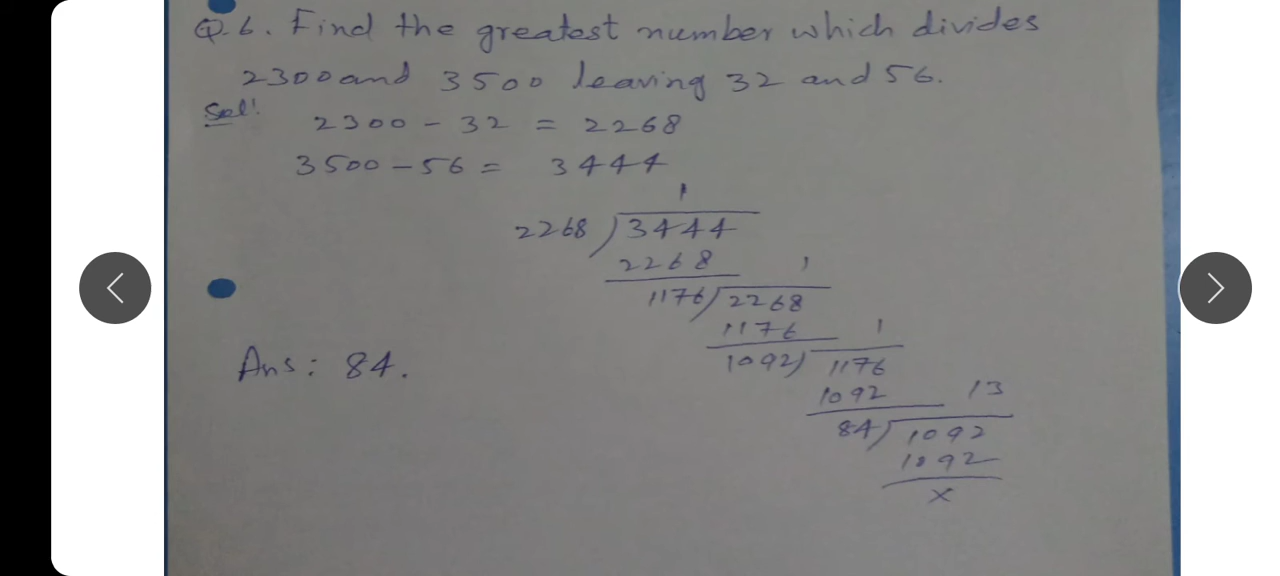 Q.6. Find the greatest number which divides
2300 and 3500 leaving 32 and 56.
Sol!
2300 - 32 = 2268
3500 - 56 = 3444
1
2268 ) 3444
2268 1
1176 ) 2268
1176 1
1092 ) 1176
Ans: 84.
1092 13
84 ) 1092
1092
x